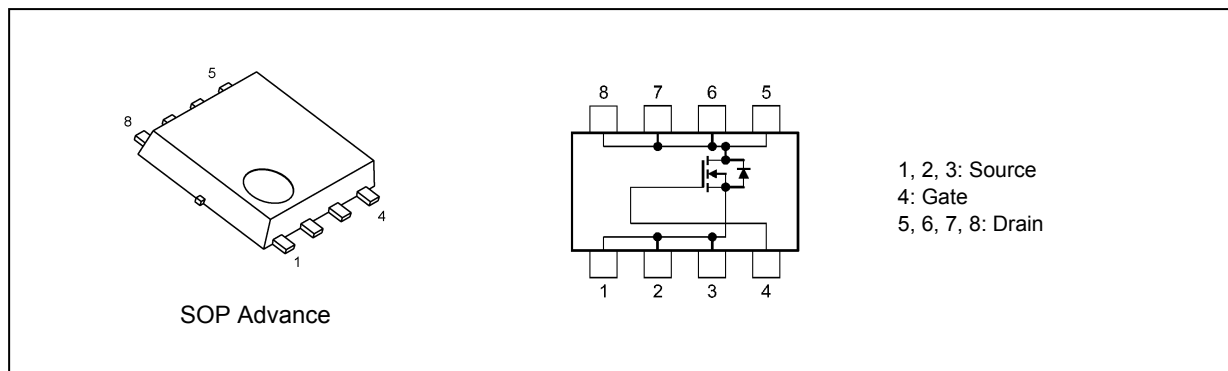 5
8
4
1
SOP Advance
8 7 6 5
1 2 3 4
1, 2, 3: Source
4: Gate
5, 6, 7, 8: Drain